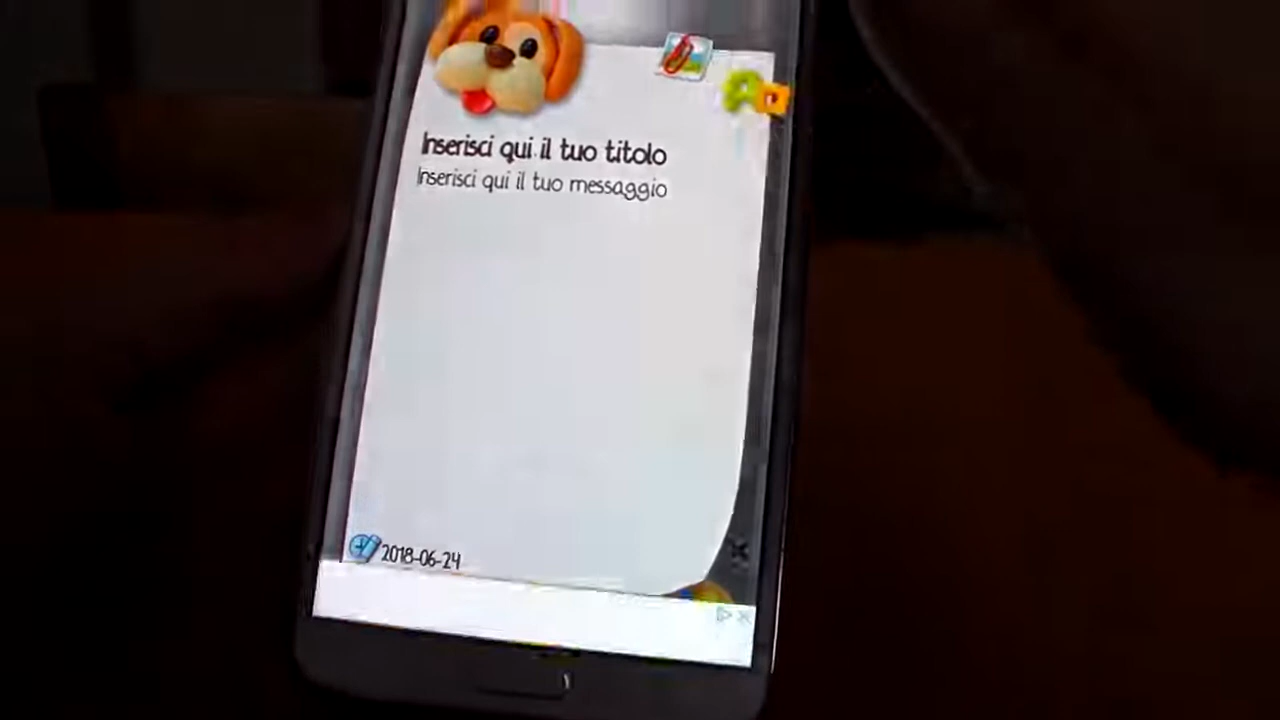 Inserisci qui il tuo titolo
Inserisci qui il tuo messaggio
2018-06-24